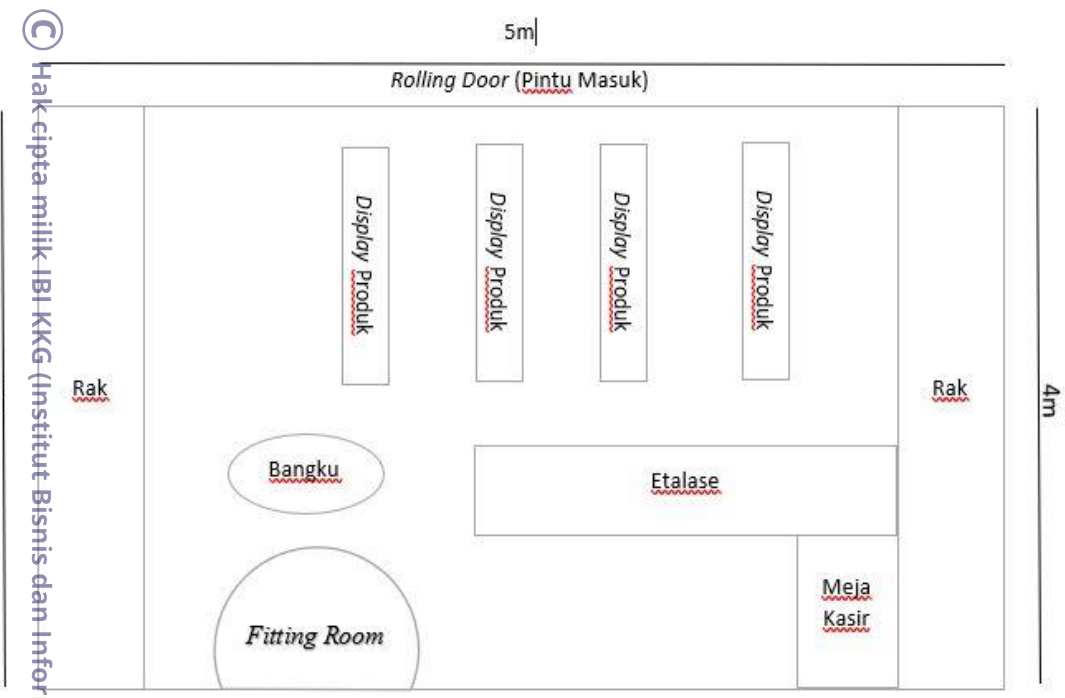 5m
Rolling Door (Pintu Masuk)
Display Produk
Display Produk
Display Produk
Display Produk
Rak
Rak
4m
Bangku
Etalase
Meja
Kasir
Fitting Room
© Hak cipta milik IBI KKG (Institut Bisnis dan Infor